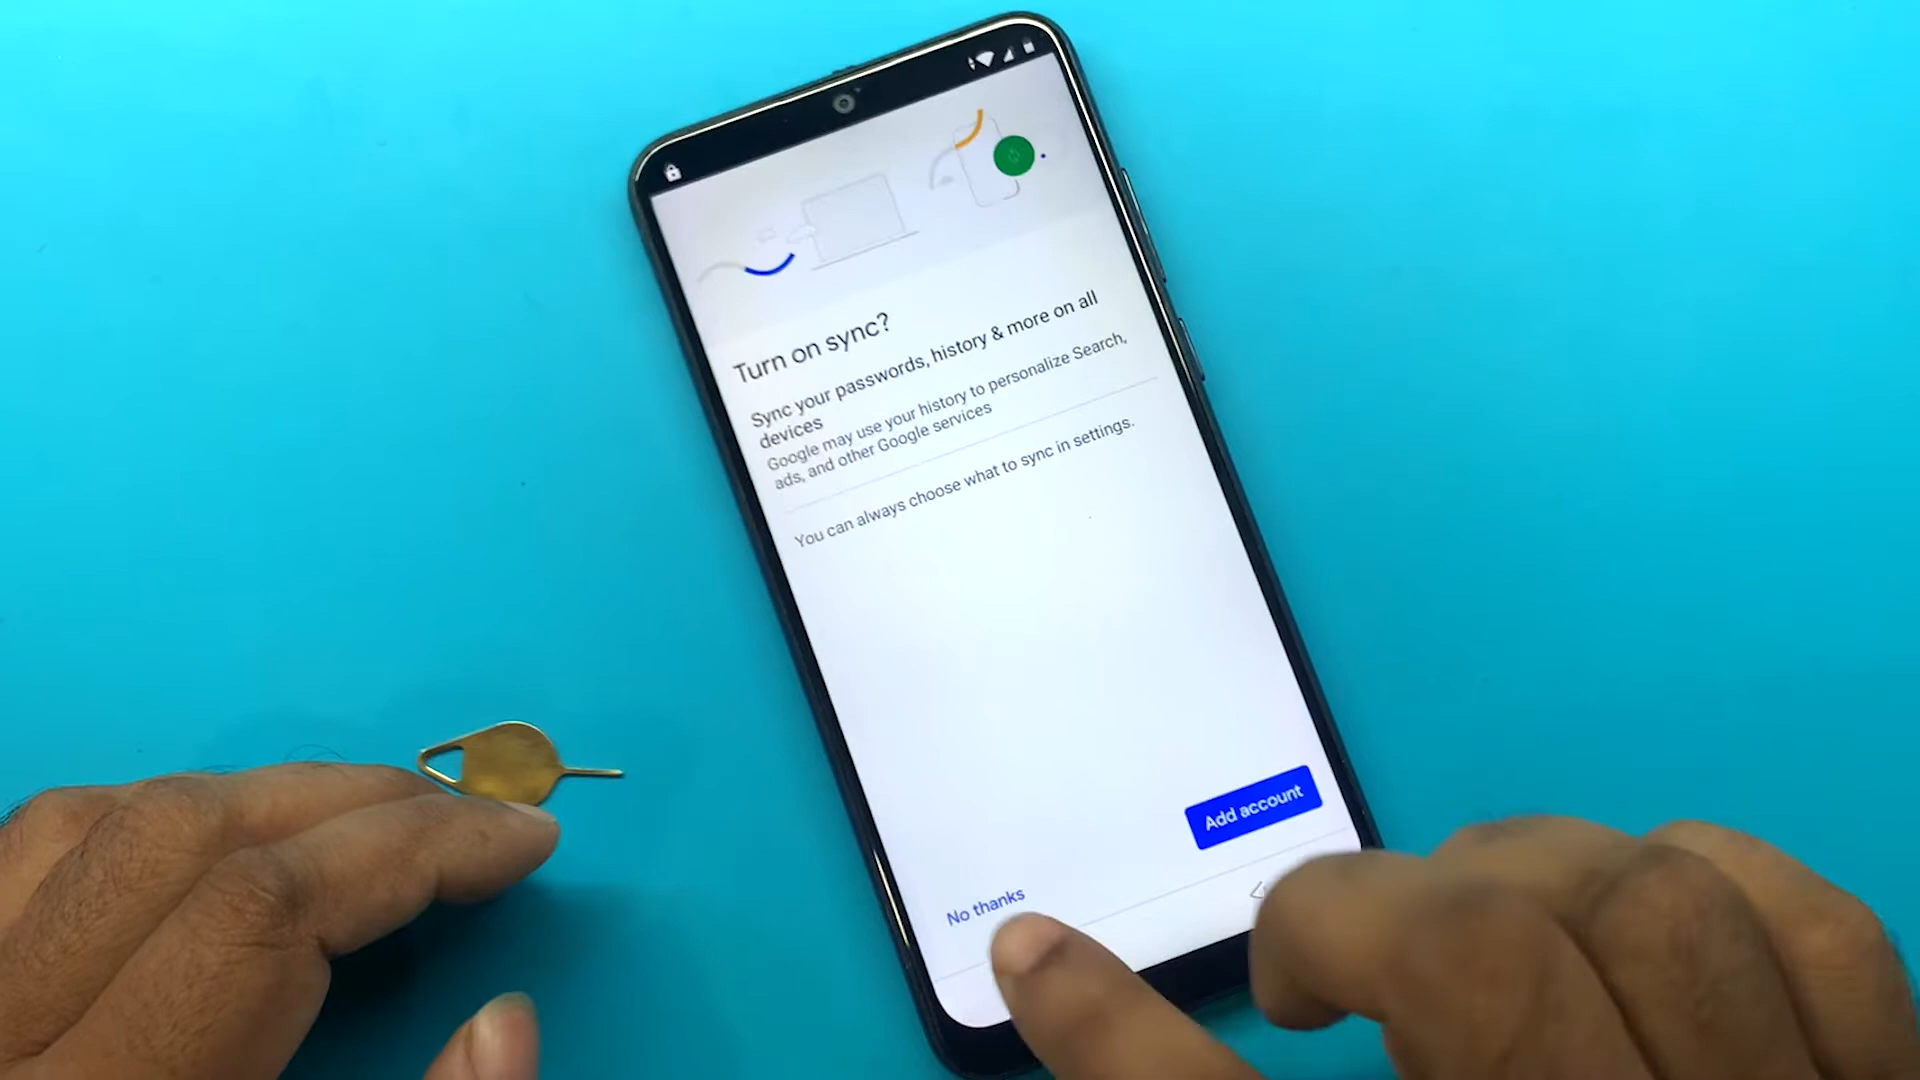 Turn on sync?
Sync your passwords, history & more on all
devices
Google may use your history to personalize Search,
ads, and other Google services
You can always choose what to sync in settings.
Add account
No thanks